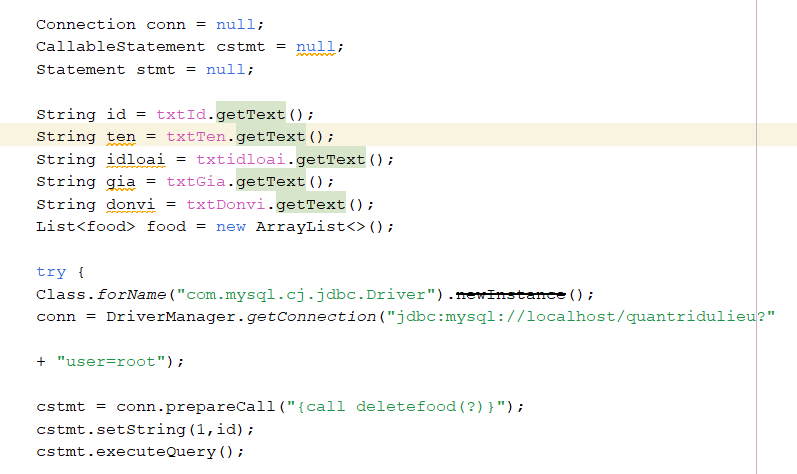 Connection conn = null;
CallableStatement cstmt = null;
Statement stmt = null;
String id = txtId.getText();
String ten = txtTen.getText();
String idloai = txtidloai.getText();
String gia = txtGia.getText();
String donvi = txtDonvi.getText();
List<food> food = new ArrayList<>();
try {
Class.forName("com.mysql.cj.jdbc.Driver").newInstance();
conn = DriverManager.getConnection("jdbc:mysql://localhost/quantridulieu?"
+ "user=root");
cstmt = conn.prepareCall("{call deletefood(?)}");
cstmt.setString(1,id);
cstmt.executeQuery();